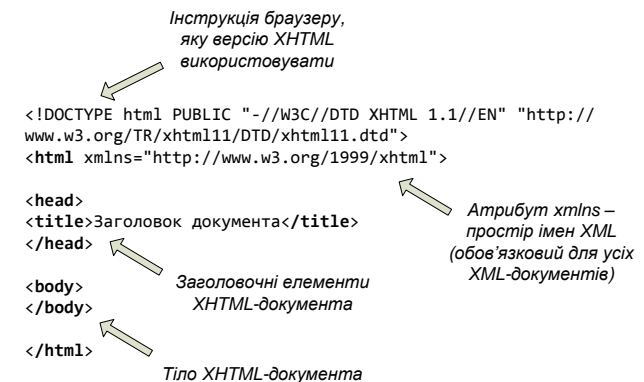 Інструкція браузеру,
яку версію XHTML
використовувати
<!DOCTYPE html PUBLIC "-//W3C//DTD XHTML 1.1//EN" "http://
www.w3.org/TR/xhtml11/DTD/xhtml11.dtd">
<html xmlns="http://www.w3.org/1999/xhtml">
<head>
<title>Заголовок документа</title>
</head>
Атрибут xmlns –
простір імен XML
(обов’язковий для усіх
XML-документів)
Заголовочні елементи
XHTML-документа
<body>
</body>
</html>
Тіло XHTML-документа